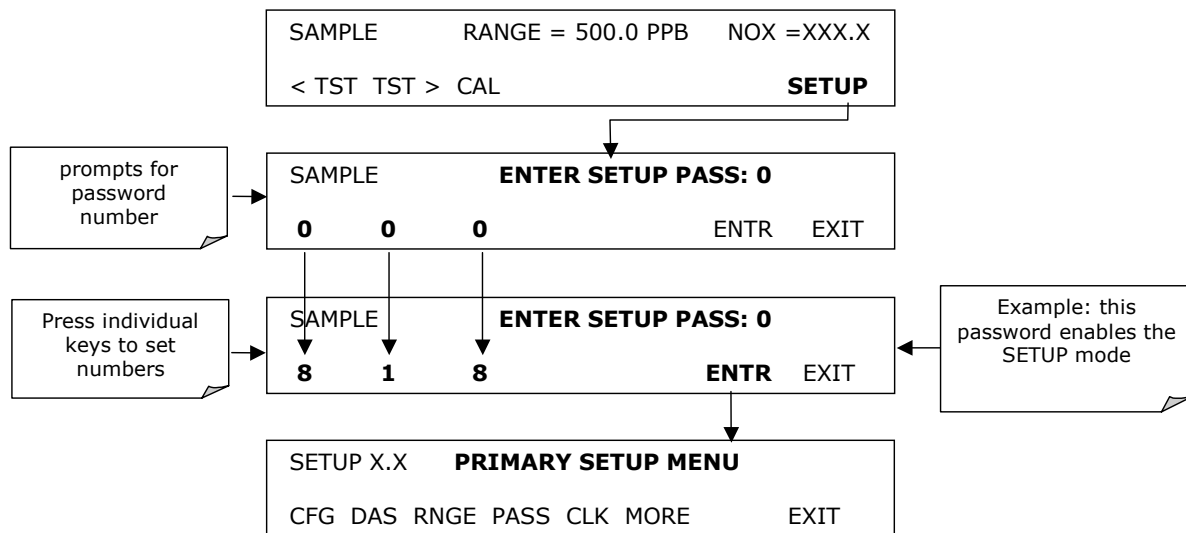 SAMPLE RANGE = 500.0 PPB NOX =XXX.X
< TST TST > CAL SETUP
prompts for
password
number
SAMPLE ENTER SETUP PASS: 0
0 0 0 ENTR EXIT
Press individual
keys to set
numbers
SAMPLE ENTER SETUP PASS: 0
8 1 8 ENTR EXIT
Example: this
password enables the
SETUP mode
SETUP X.X PRIMARY SETUP MENU
CFG DAS RNGE PASS CLK MORE EXIT